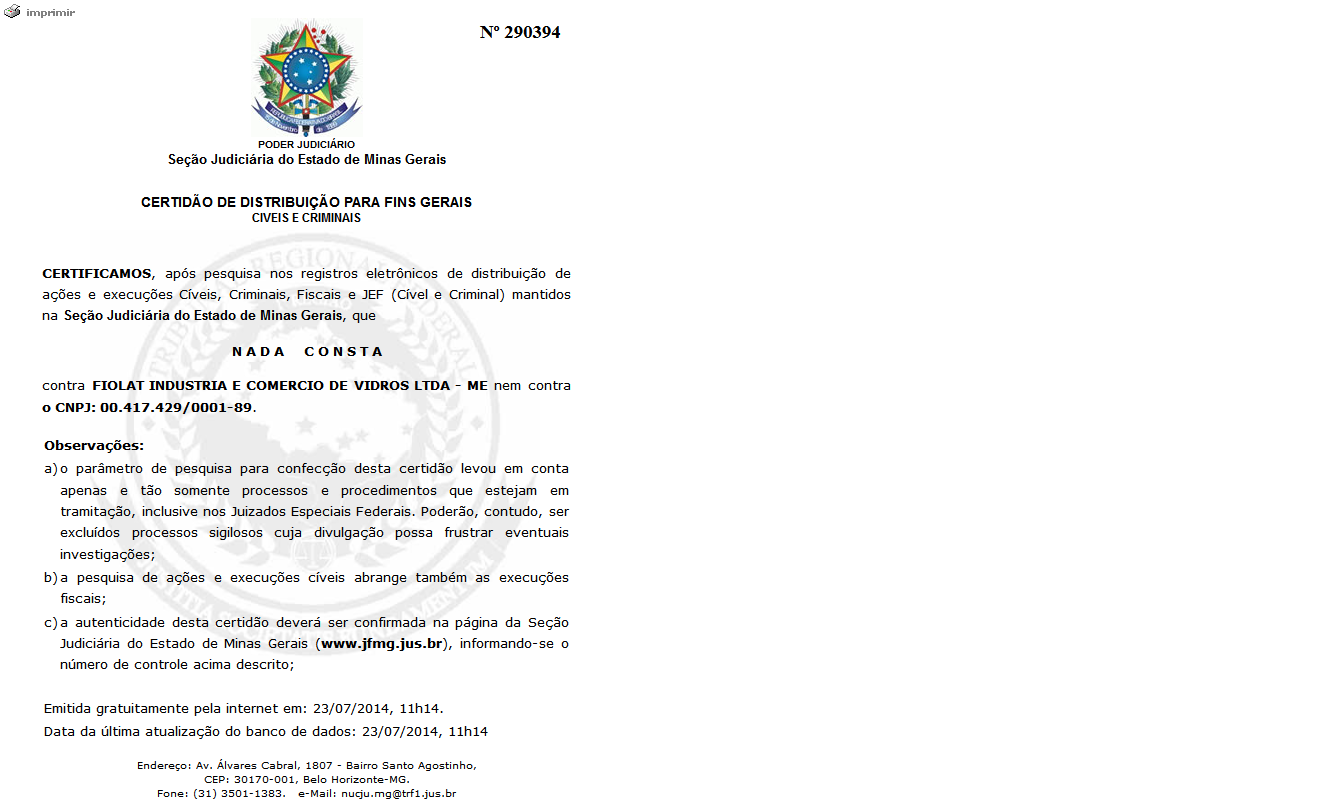 imprimir
Nº 290394
PODER JUDICIÁRIO
Seção Judiciária do Estado de Minas Gerais
CERTIDÃO DE DISTRIBUIÇÃO PARA FINS GERAIS
CIVEIS E CRIMINAIS
CERTIFICAMOS, após pesquisa nos registros eletrônicos de distribuição de
ações e execuções Cíveis, Criminais, Fiscais e JEF (Cível e Criminal) mantidos
na Seção Judiciária do Estado de Minas Gerais, que
NADA CONSTA
contra FIOLAT INDUSTRIA E COMERCIO DE VIDROS LTDA - ME nem contra
o CNPJ: 00.417.429/0001-89.
Observações:
a) o parâmetro de pesquisa para confecção desta certidão levou em conta
apenas e tão somente processos e procedimentos que estejam em
tramitação, inclusive nos Juizados Especiais Federais. Poderão, contudo, ser
excluídos processos sigilosos cuja divulgação possa frustrar eventuais
investigações;
b) a pesquisa de ações e execuções cíveis abrange também as execuções
fiscais;
c) a autenticidade desta certidão deverá ser confirmada na página da Seção
Judiciária do Estado de Minas Gerais (www.jfmg.jus.br), informando-se o
número de controle acima descrito;
Emitida gratuitamente pela internet em: 23/07/2014, 11h14.
Data da última atualização do banco de dados: 23/07/2014, 11h14
Endereço: Av. Álvares Cabral, 1807 - Bairro Santo Agostinho,
CEP: 30170-001, Belo Horizonte-MG.
Fone: (31) 3501-1383. e-Mail: nucju.mg@trf1.jus.br